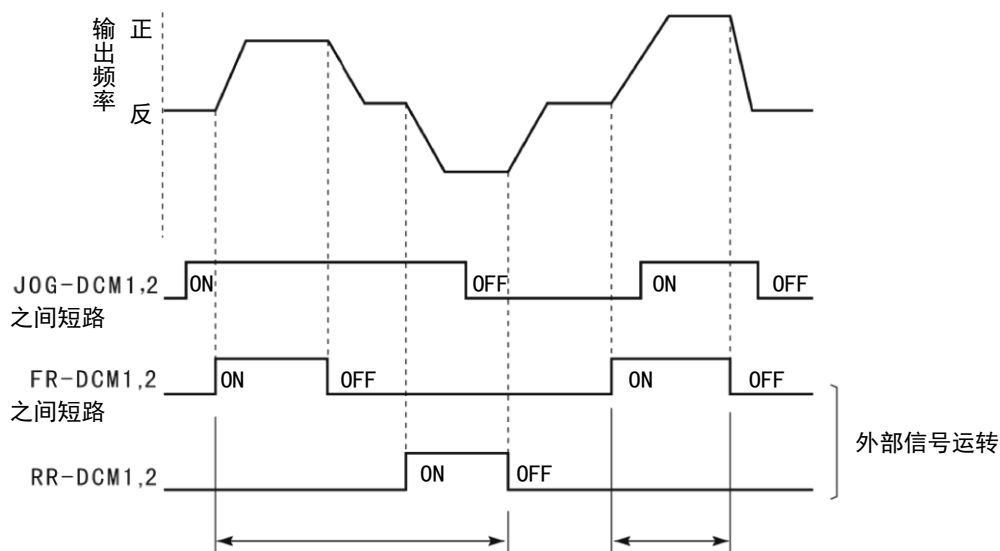 输出频率
正
反
JOG-DCM1,2
之间短路
ON
OFF
ON
OFF
FR-DCM1,2
之间短路
ON
OFF
ON
OFF
RR-DCM1,2
ON
OFF
外部信号运转